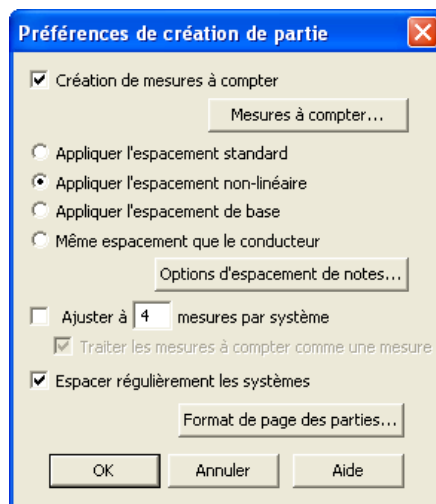 Préférences de création de partie
Création de mesures à compter
Mesures à compter...
Appliquer l'espacement standard
Appliquer l'espacement non-linéaire
Appliquer l'espacement de base
Même espacement que le conducteur
Options d'espacement de notes...
Ajuster à 4 mesures par système
Traiter les mesures à compter comme une mesure
Espacer régulièrement les systèmes
Format de page des parties...
OK Annuler Aide